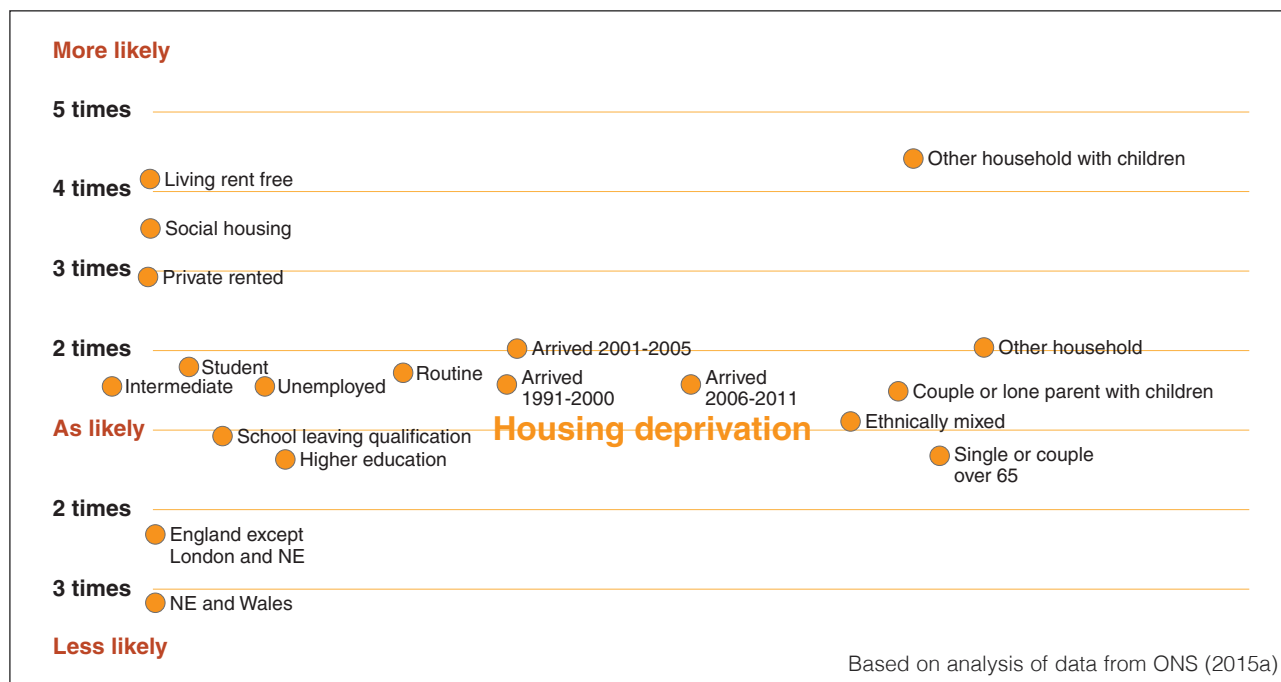 More likely
5 times
Other household with children
Living rent free
4 times
Social housing
3 times
Private rented
2 times
Arrived 2001-2005
Other household
Student
Routine
Intermediate
Unemployed
Arrived
1991-2000
Arrived
2006-2011
Couple or lone parent with children
Ethnically mixed
As likely
Housing deprivation
School leaving qualification
Higher education
Single or couple
over 65
2 times
England except
London and NE
3 times
NE and Wales
Less likely
Based on analysis of data from ONS (2015a)